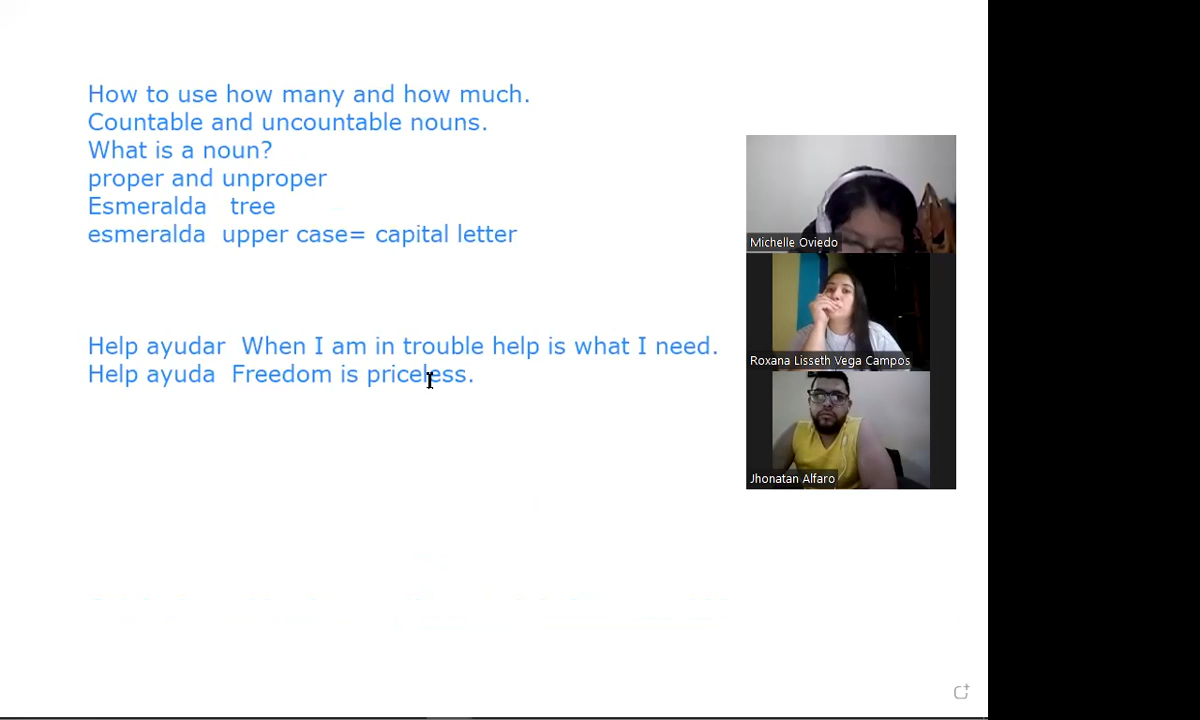 How to use how many and how much.
Countable and uncountable nouns.
What is a noun?
proper and unproper
Esmeralda tree
esmeralda upper case= capital letter
Help ayudar When I am in trouble help is what I need.
Help ayuda Freedom is priceless.
Michelle Oviedo
Roxana Lisseth Vega Campos
Jhonatan Alfaro